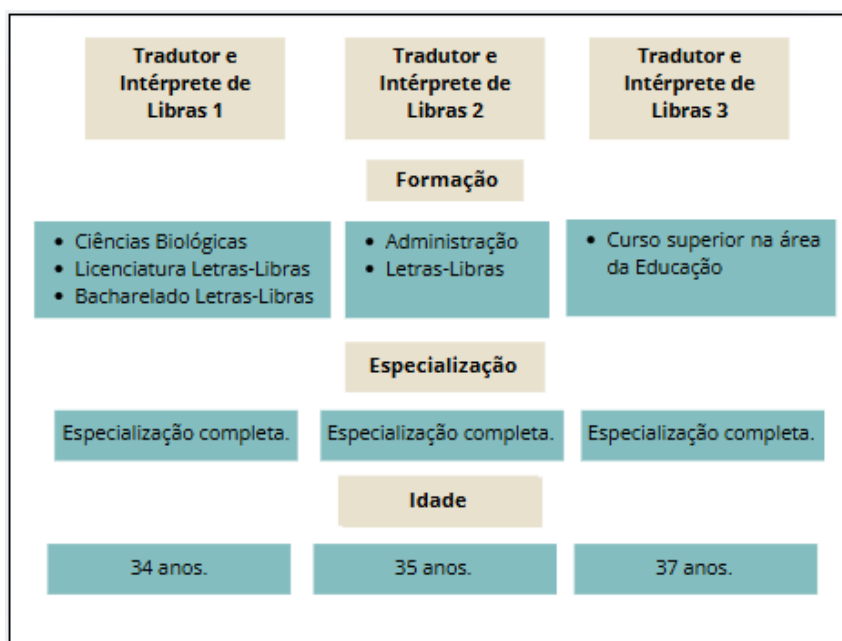 Tradutor e
Intérprete de
Libras 1
Tradutor e
Intérprete de
Libras 2
Tradutor e
Intérprete de
Libras 3
Formação
• Ciências Biológicas
• Licenciatura Letras-Libras
• Bacharelado Letras-Libras
• Administração
• Letras-Libras
• Curso superior na área
da Educação
Especialização
Especialização completa.
Especialização completa.
Especialização completa.
Idade
34 anos.
35 anos.
37 anos.